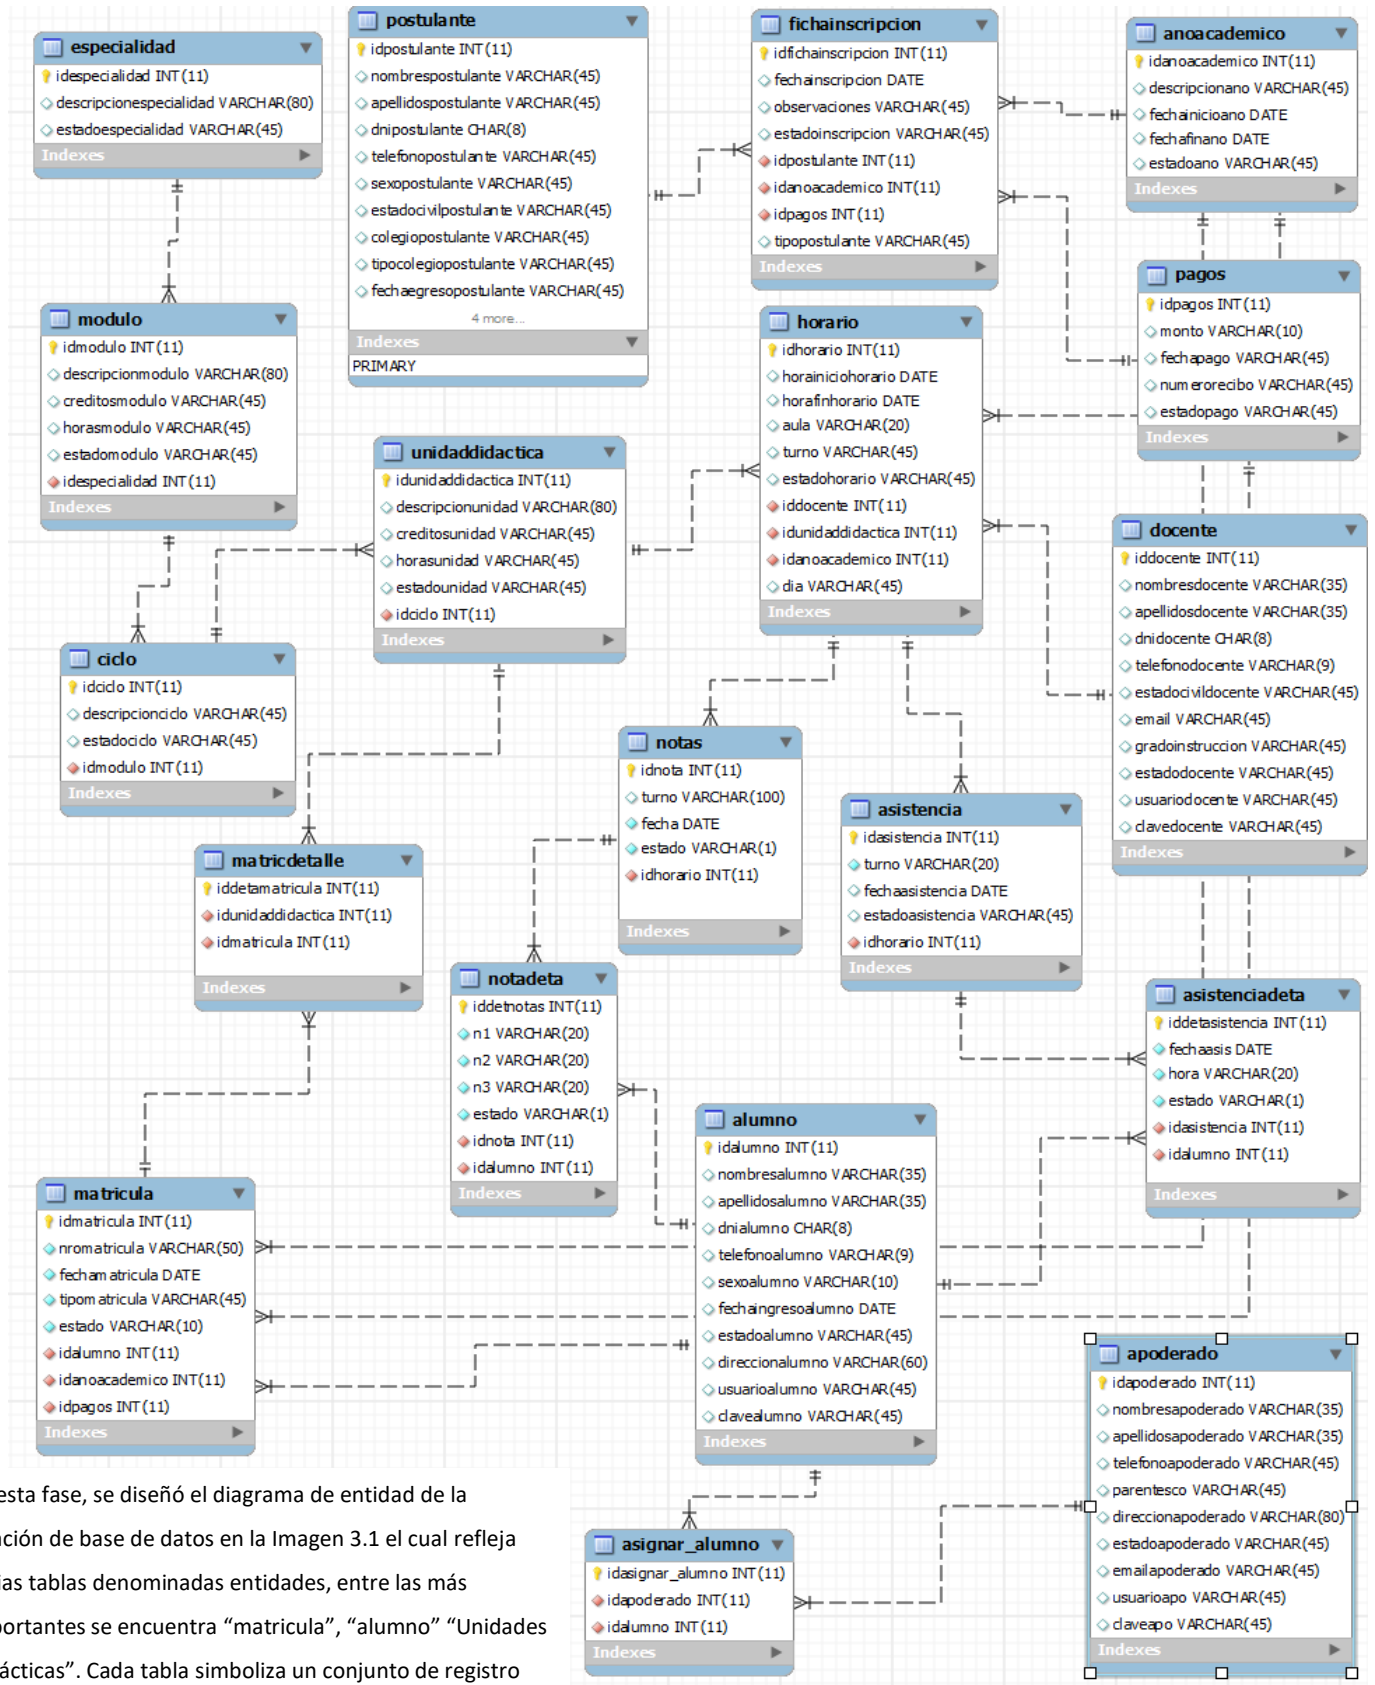 especialidad
idespecialidad INT(11)
descripcionespecialidad VARCHAR(80)
estadoespecialidad VARCHAR(45)
Indexes
postulante
idpostulante INT(11)
nombrespostulante VARCHAR(45)
apellidospostulante VARCHAR(45)
dnipostulante CHAR(8)
telefonopostulante VARCHAR(45)
sexopostulante VARCHAR(45)
estadocivilpostulante VARCHAR(45)
colegiopostulante VARCHAR(45)
tipocolegiopostulante VARCHAR(45)
fechaegresopostulante VARCHAR(45)
4 more...
Indexes
PRIMARY
fichainscripcion
idfichainscripcion INT(11)
fechainscripcion DATE
observaciones VARCHAR(45)
estadoinscripcion VARCHAR(45)
idpostulante INT(11)
idanoacademico INT(11)
idpagos INT(11)
tipopostulante VARCHAR(45)
Indexes
anoacademico
idanoacademico INT(11)
descripcionano VARCHAR(45)
fechainicioano DATE
fechafinano DATE
estadoano VARCHAR(45)
Indexes
pagos
idpagos INT(11)
monto VARCHAR(10)
fechapago VARCHAR(45)
numerorecibo VARCHAR(45)
estadopago VARCHAR(45)
Indexes
modulo
idmodulo INT(11)
descripcionmodulo VARCHAR(80)
creditosmodulo VARCHAR(45)
horasmodulo VARCHAR(45)
estadomodulo VARCHAR(45)
idespecialidad INT(11)
Indexes
horario
idhorario INT(11)
horainiciohorario DATE
horafinhorario DATE
aula VARCHAR(20)
turno VARCHAR(45)
estadohorario VARCHAR(45)
iddocente INT(11)
idunidaddidactica INT(11)
idanoacademico INT(11)
dia VARCHAR(45)
Indexes
unidaddidactica
idunidaddidactica INT(11)
descripcionunidad VARCHAR(80)
creditosunidad VARCHAR(45)
horasunidad VARCHAR(45)
estadounidad VARCHAR(45)
idciclo INT(11)
Indexes
docente
iddocente INT(11)
nombresdocente VARCHAR(35)
apellidosdocente VARCHAR(35)
dnidocente CHAR(8)
telefonodocente VARCHAR(9)
estadocivildocente VARCHAR(45)
email VARCHAR(45)
gradoinstruccion VARCHAR(45)
estadodocente VARCHAR(45)
usuariodocente VARCHAR(45)
clavedocente VARCHAR(45)
Indexes
ciclo
idciclo INT(11)
descripcionciclo VARCHAR(45)
estadociclo VARCHAR(45)
idmodulo INT(11)
Indexes
notas
idnota INT(11)
turno VARCHAR(100)
fecha DATE
estado VARCHAR(1)
idhorario INT(11)
Indexes
asistencia
idasistencia INT(11)
turno VARCHAR(20)
fechaasistencia DATE
estadoasistencia VARCHAR(45)
idhorario INT(11)
Indexes
matricdetalle
iddetamatricula INT(11)
idunidaddidactica INT(11)
idmatricula INT(11)
Indexes
notadeta
iddetnotas INT(11)
n1 VARCHAR(20)
n2 VARCHAR(20)
n3 VARCHAR(20)
estado VARCHAR(1)
idnota INT(11)
idalumno INT(11)
Indexes
asistenciadeta
iddetasistencia INT(11)
fechaasis DATE
hora VARCHAR(20)
estado VARCHAR(1)
idasistencia INT(11)
idalumno INT(11)
Indexes
alumno
idalumno INT(11)
nombresalumno VARCHAR(35)
apellidosalumno VARCHAR(35)
dnialumno CHAR(8)
telefonoalumno VARCHAR(9)
sexoalumno VARCHAR(10)
fechaingresoalumno DATE
estadoalumno VARCHAR(45)
direccionalumno VARCHAR(60)
usuarioalumno VARCHAR(45)
clavealumno VARCHAR(45)
Indexes
matricula
idmatricula INT(11)
nromatricula VARCHAR(50)
fechamatricula DATE
tipomatricula VARCHAR(45)
estado VARCHAR(10)
idalumno INT(11)
idanoacademico INT(11)
idpagos INT(11)
Indexes
apoderado
idapoderado INT(11)
nombresapoderado VARCHAR(35)
apellidosapoderado VARCHAR(35)
telefonoapoderado VARCHAR(45)
parentesco VARCHAR(45)
direccionapoderado VARCHAR(80)
estadoapoderado VARCHAR(45)
emailapoderado VARCHAR(45)
usuarioapo VARCHAR(45)
claveapo VARCHAR(45)
Indexes
asignar_alumno
idasignar_alumno INT(11)
idapoderado INT(11)
idalumno INT(11)
Indexes
esta fase, se diseñó el diagrama de entidad de la
ación de base de datos en la Imagen 3.1 el cual refleja
ias tablas denominadas entidades, entre las más
portantes se encuentra “matricula”, “alumno” “Unidades
ácticas”. Cada tabla simboliza un conjunto de registro